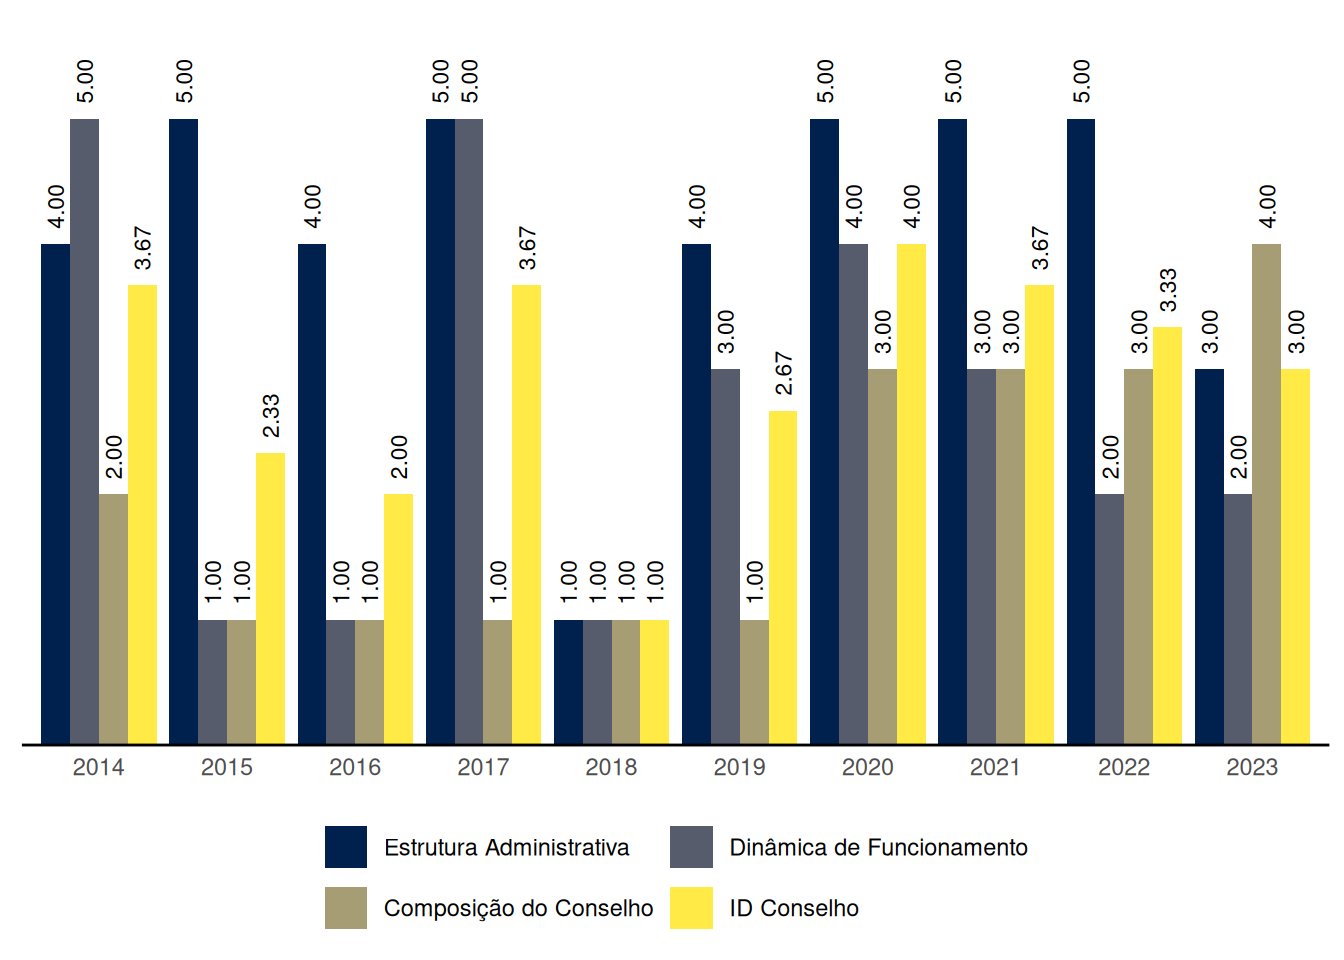 4.00 5.00 2.00 3.67 5.00 1.00 1.00 2.33 4.00 1.00 1.00 2.00 5.00 5.00 1.00 3.67 1.00 1.00 1.00 1.00 4.00 3.00 1.00 2.67 5.00 4.00 3.00 4.00 5.00 3.00 3.00 3.67 5.00 2.00 3.00 3.33 3.00 2.00 4.00 3.00
2014 2015 2016 2017 2018 2019 2020 2021 2022 2023
Estrutura Administrativa Dinâmica de Funcionamento
Composição do Conselho ID Conselho